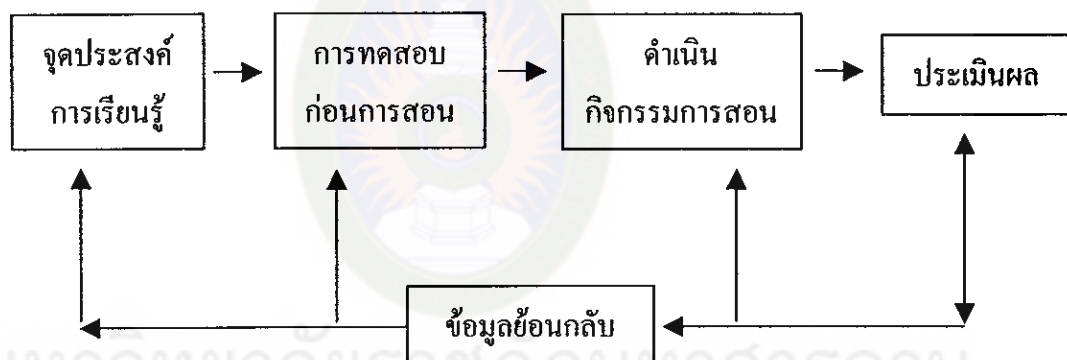 จุดประสงค์
การเรียนรู้
การทดสอบ
ก่อนการสอน
ดำเนิน
กิจกรรมการสอน
ประเมินผล
ข้อมูลย้อนกลับ